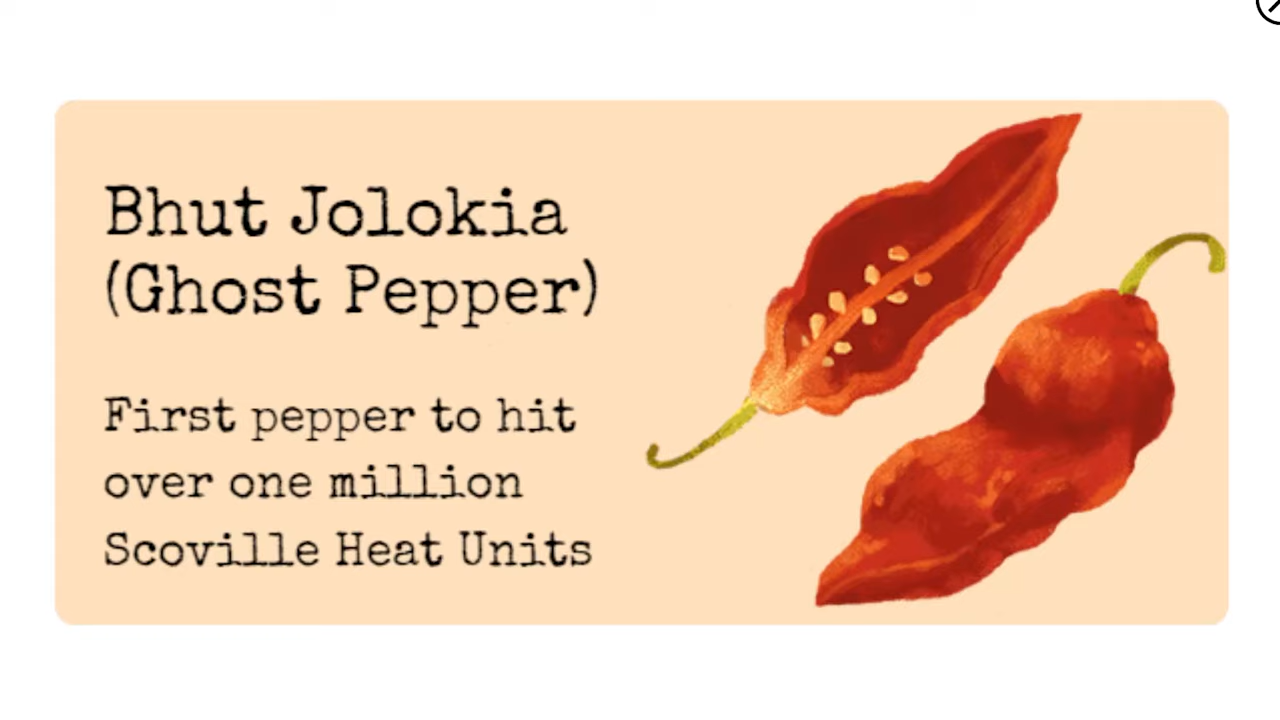 Bhut Jolokia
(Ghost Pepper)
First pepper to hit
over one million
Scoville Heat Units